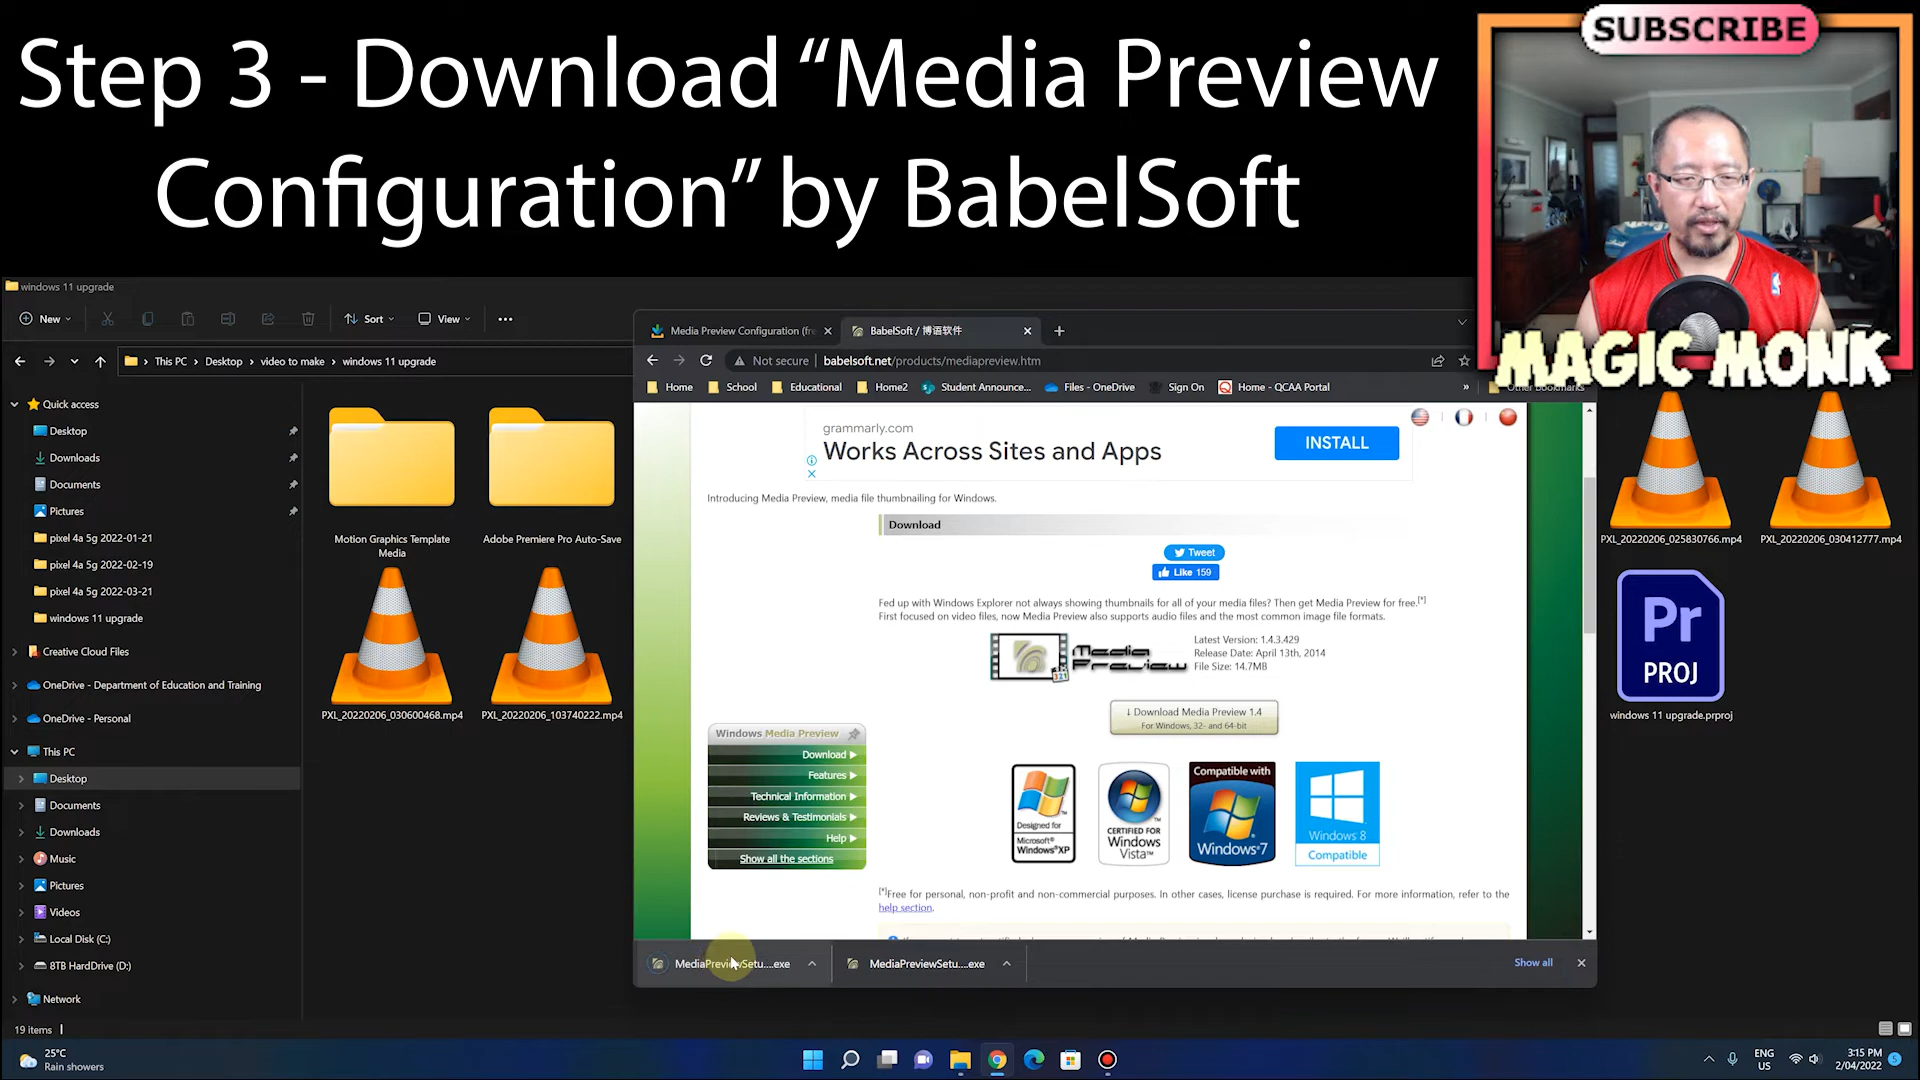 Step 3 - Download “Media Preview
Configuration” by BabelSoft
SUBSCRIBE
MAGIC MONK
windows 11 upgrade
New
Sort
View
This PC > Desktop > video to make > windows 11 upgrade
Quick access
Desktop
Downloads
Documents
Pictures
pixel 4a 5g 2022-01-21
pixel 4a 5g 2022-02-19
pixel 4a 5g 2022-03-21
windows 11 upgrade
Creative Cloud Files
OneDrive - Department of Education and Training
OneDrive - Personal
This PC
Desktop
Documents
Downloads
Music
Pictures
Videos
Local Disk (C:)
8TB HardDrive (D:)
Network
19 items
Motion Graphics Template
Media
Adobe Premiere Pro Auto-Save
PXL_20220206_030600468.mp4
PXL_20220206_103740222.mp4
PXL_20220206_025830766.mp4
PXL_20220206_030412777.mp4
Pr
PROJ
windows 11 upgrade.prproj
Media Preview Configuration (fre
BabelSoft / 博语软件
Not secure
babelsoft.net/products/mediapreview.htm
Home
School
Educational
Home2
Student Announce...
Files - OneDrive
Sign On
Home - QCAA Portal
»
Other bookmarks
grammarly.com
Works Across Sites and Apps
INSTALL
Introducing Media Preview, media file thumbnailing for Windows.
Download
Tweet
Like 159
Fed up with Windows Explorer not always showing thumbnails for all of your media files? Then get Media Preview for free.[*]
First focused on video files, now Media Preview also supports audio files and the most common image file formats.
Media
Preview
321
Latest Version: 1.4.3.429
Release Date: April 13th, 2014
File Size: 14.7MB
↓ Download Media Preview 1.4
For Windows, 32- and 64-bit
Windows Media Preview
Download
Features
Technical Information
Reviews & Testimonials
Help
Show all the sections
Designed for
Microsoft®
Windows®XP
CERTIFIED FOR
Windows
Vista™
Compatible with
Windows®7
Windows 8
Compatible
[*]Free for personal, non-profit and non-commercial purposes. In other cases, license purchase is required. For more information, refer to the
help section.
MediaPreviewSetu....exe
MediaPreviewSetu....exe
Show all
25°C
Rain showers
ENG
US
3:15 PM
2/04/2022
5